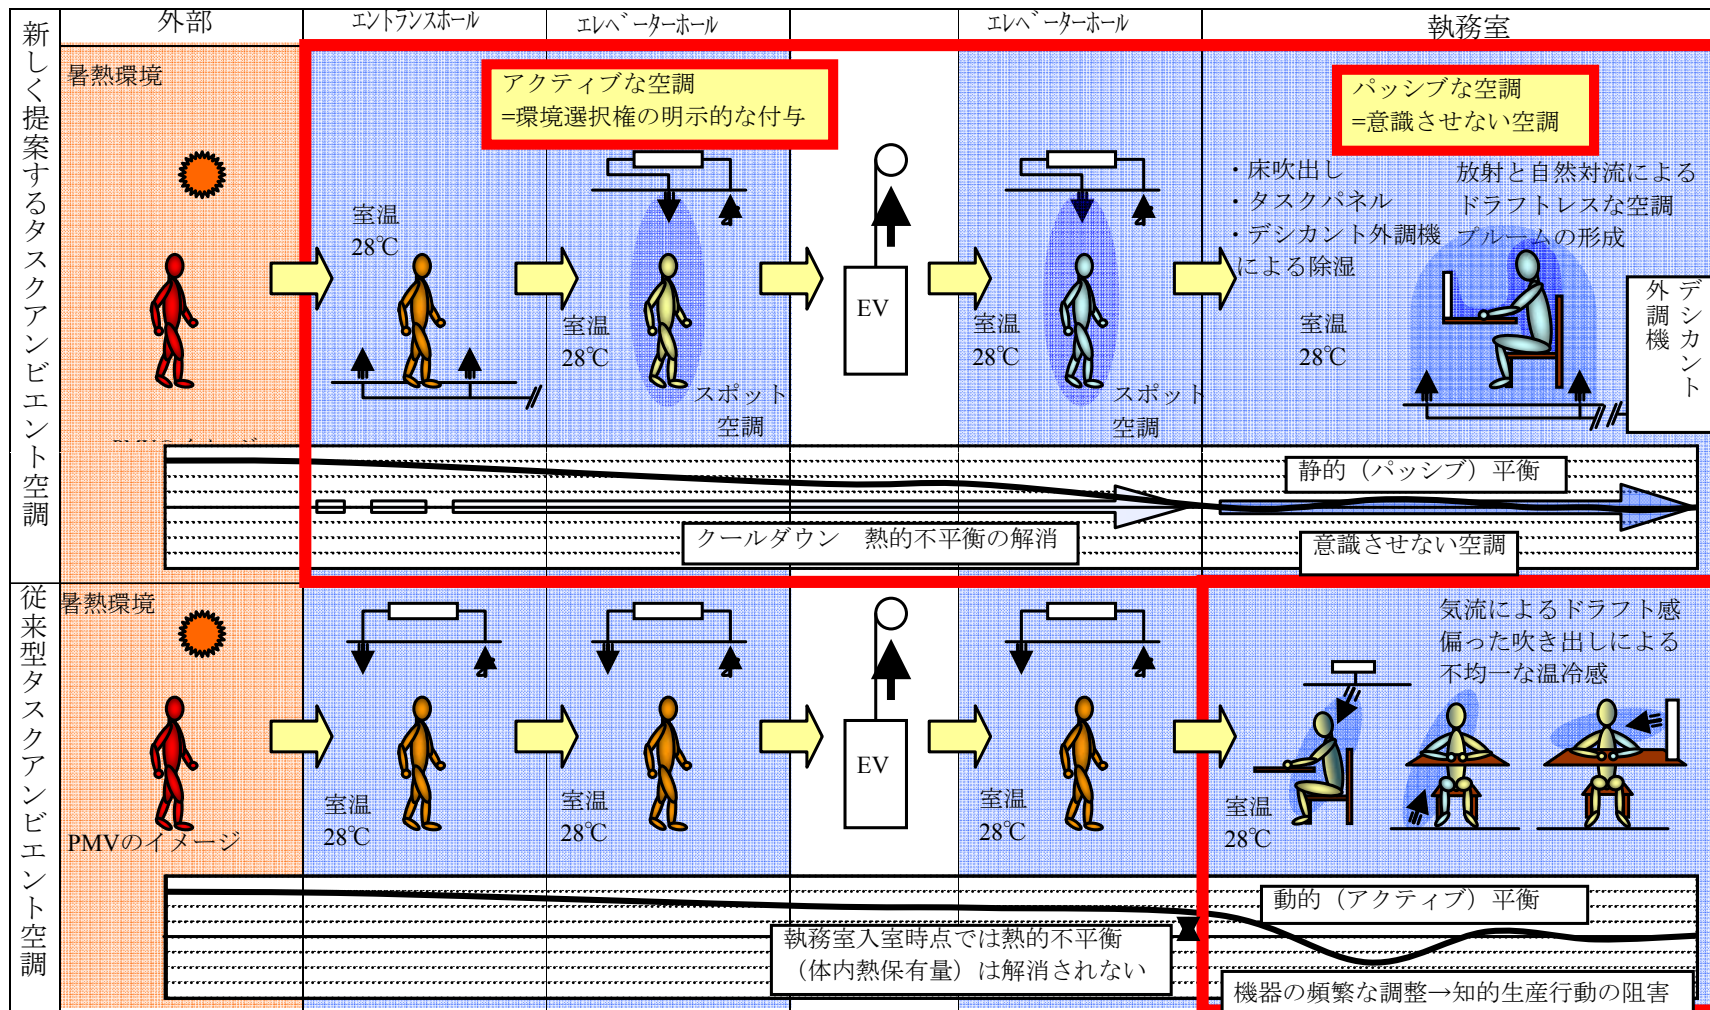 外部
エントランスホール
エレベーターホール
エレベーターホール
執務室
新しく提案するタスクアンビエント空調
暑熱環境
アクティブな空調
=環境選択権の明示的な付与
パッシブな空調
=意識させない空調
室温
28℃
室温
28℃
スポット
空調
EV
室温
28℃
スポット
空調
・床吹出し
・タスクパネル
・デシカント外調機
による除湿
放射と自然対流による
ドラフトレスな空調
プルームの形成
室温
28℃
デシカント
外調機
PMVのイメージ
静的（パッシブ）平衡
クールダウン　熱的不平衡の解消
意識させない空調
従来型タスクアンビエント空調
暑熱環境
室温
28℃
室温
28℃
EV
室温
28℃
気流によるドラフト感
偏った吹き出しによる
不均一な温冷感
室温
28℃
PMVのイメージ
動的（アクティブ）平衡
執務室入室時点では熱的不平衡
（体内熱保有量）は解消されない
機器の頻繁な調整→知的生産行動の阻害